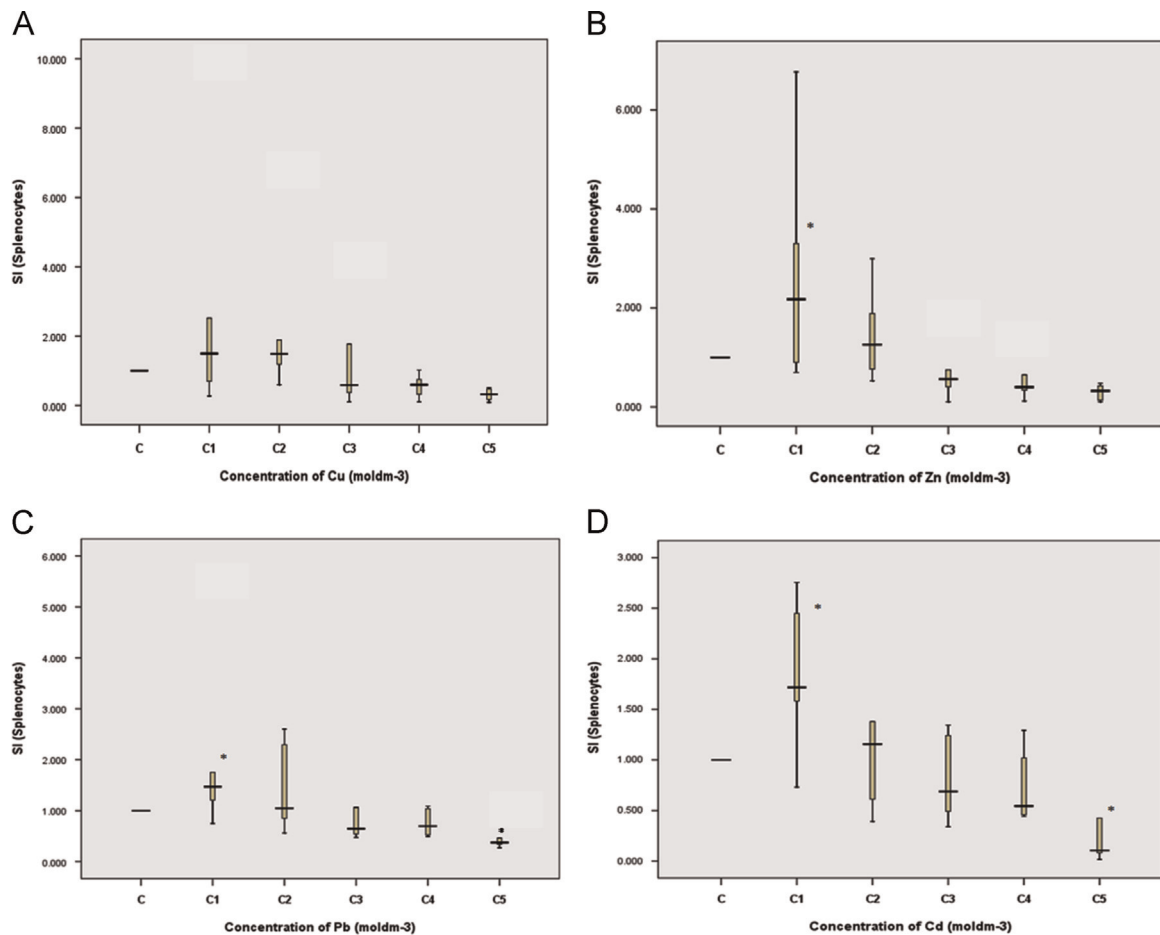 A
10.000
8.000
6.000
4.000
2.000
0.000
SI (Splenocytes)
C C1 C2 C3 C4 C5
Concentration of Cu (moldm-3)
B
6.000
4.000
2.000
0.000
SI (Splenocytes)
*
C C1 C2 C3 C4 C5
Concentration of Zn (moldm-3)
C
6.000
5.000
4.000
3.000
2.000
1.000
0.000
SI (Splenocytes)
*
*
C C1 C2 C3 C4 C5
Concentration of Pb (moldm-3)
D
3.000
2.500
2.000
1.500
1.000
0.500
0.000
SI (Splenocytes)
*
*
C C1 C2 C3 C4 C5
Concentration of Cd (moldm-3)